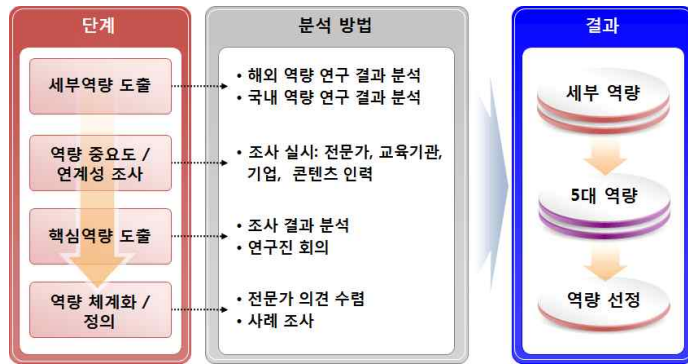 단계
세부역량 도출
역량 중요도 /
연계성 조사
핵심역량 도출
역량 체계화 /
정의
분석 방법
• 해외 역량 연구 결과 분석
• 국내 역량 연구 결과 분석
• 조사 실시: 전문가, 교육기관,
기업, 콘텐츠 인력
• 조사 결과 분석
• 연구진 회의
• 전문가 의견 수렴
• 사례 조사
결과
세부 역량
5대 역량
역량 선정